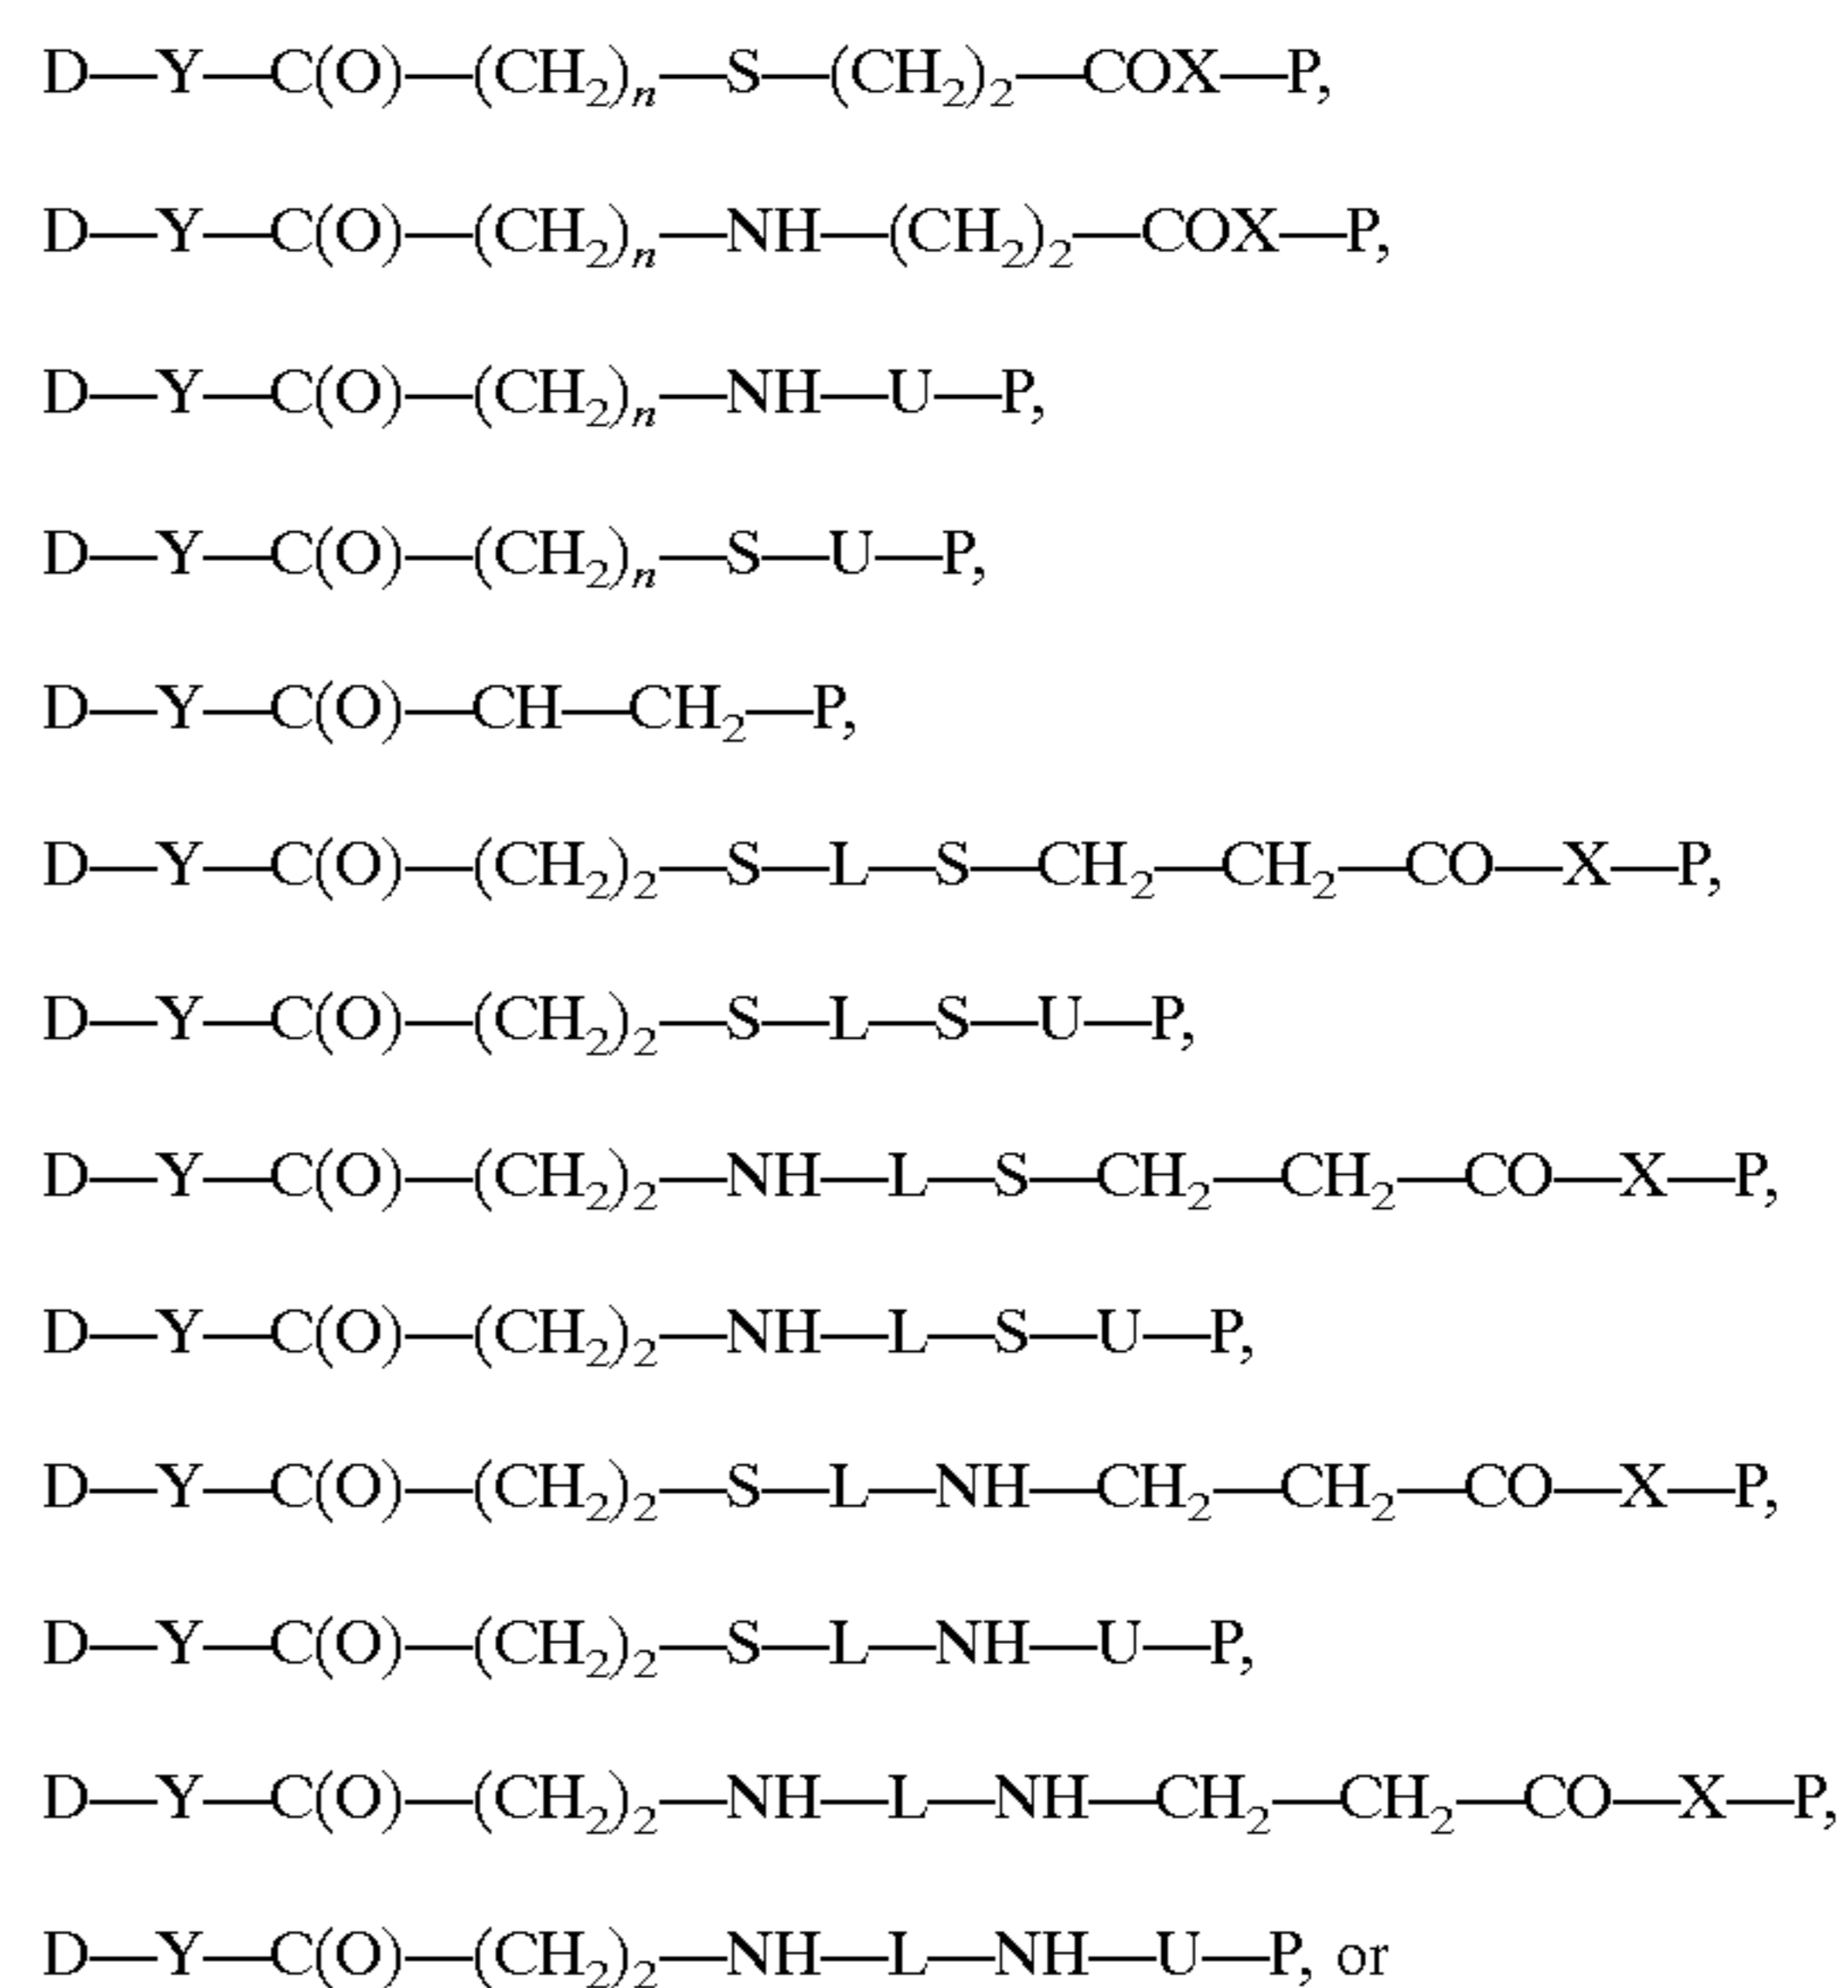 D—Y—C(O)—(CH₂)ₙ—S—(CH₂)₂—COX—P,
D—Y—C(O)—(CH₂)ₙ—NH—(CH₂)₂—COX—P,
D—Y—C(O)—(CH₂)ₙ—NH—U—P,
D—Y—C(O)—(CH₂)ₙ—S—U—P,
D—Y—C(O)—CH—CH₂—P,
D—Y—C(O)—(CH₂)₂—S—L—S—CH₂—CH₂—CO—X—P,
D—Y—C(O)—(CH₂)₂—S—L—S—U—P,
D—Y—C(O)—(CH₂)₂—NH—L—S—CH₂—CH₂—CO—X—P,
D—Y—C(O)—(CH₂)₂—NH—L—S—U—P,
D—Y—C(O)—(CH₂)₂—S—L—NH—CH₂—CH₂—CO—X—P,
D—Y—C(O)—(CH₂)₂—S—L—NH—U—P,
D—Y—C(O)—(CH₂)₂—NH—L—NH—CH₂—CH₂—CO—X—P,
D—Y—C(O)—(CH₂)₂—NH—L—NH—U—P, or